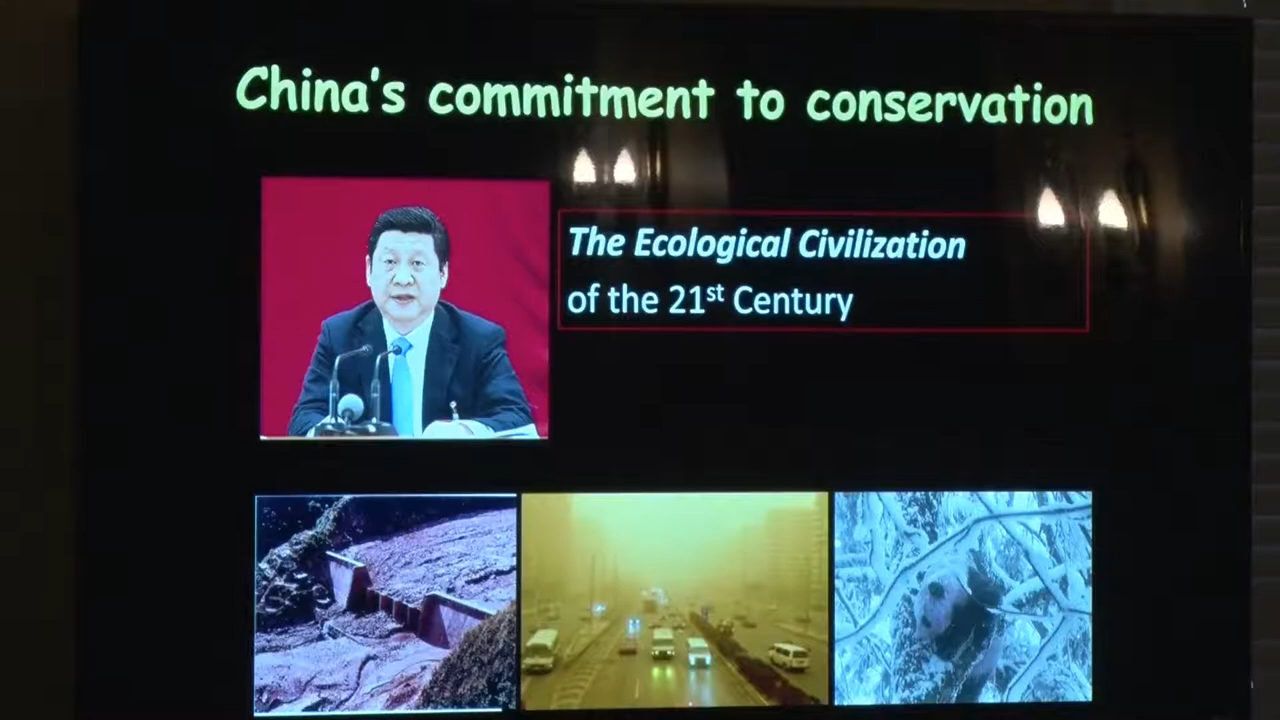 China's commitment to conservation
The Ecological Civilization
of the 21st Century